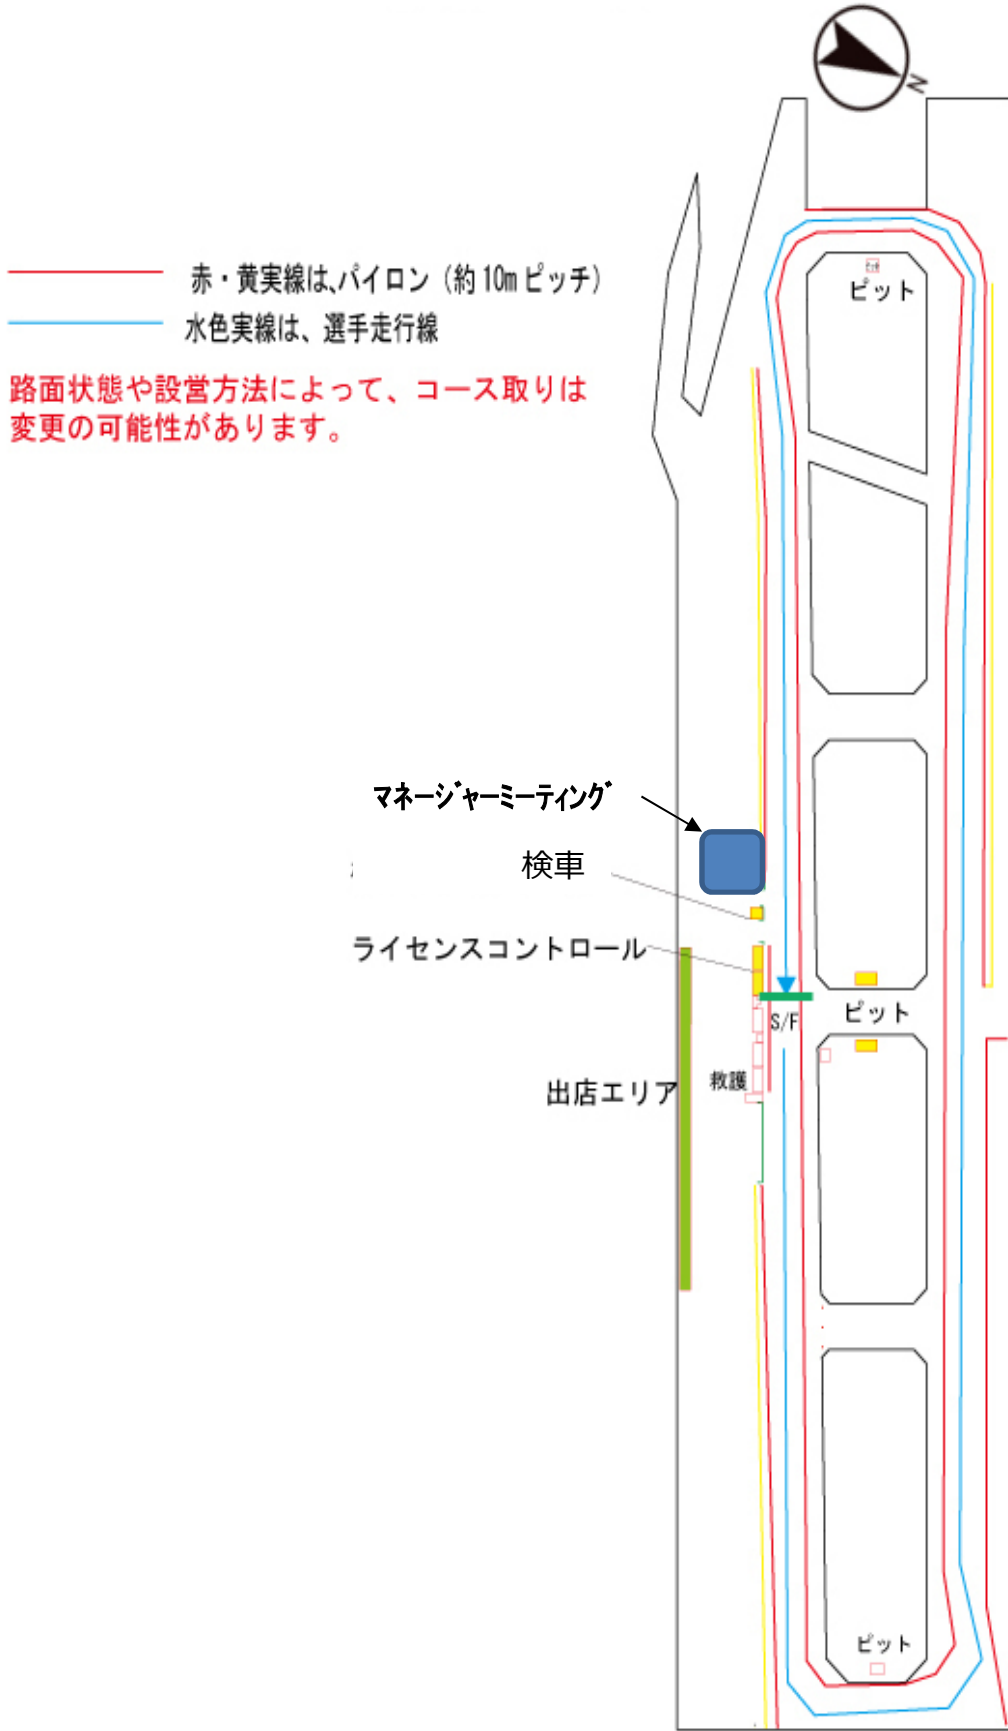 N
赤・黄実線は、パイロン（約10mピッチ）
水色実線は、選手走行線
路面状態や設営方法によって、コース取りは
変更の可能性があります。
ピット
マネージャーミーティング
検車
ライセンスコントロール
ピット
S/F
出店エリア
救護
ピット